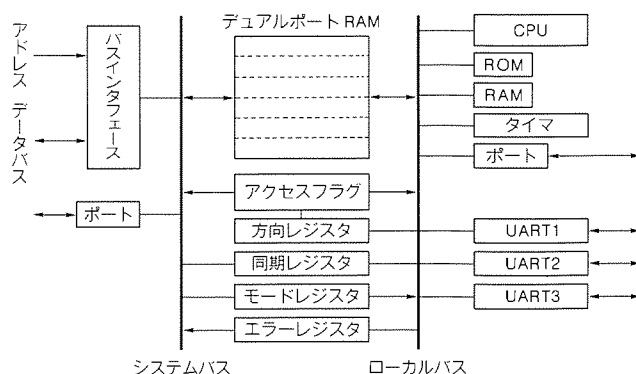 アドレス
データバス
バスインタフェース
ポート
デュアルポートRAM
アクセスフラグ
方向レジスタ
同期レジスタ
モードレジスタ
エラーレジスタ
CPU
ROM
RAM
タイマ
ポート
UART1
UART2
UART3
システムバス
ローカルバス